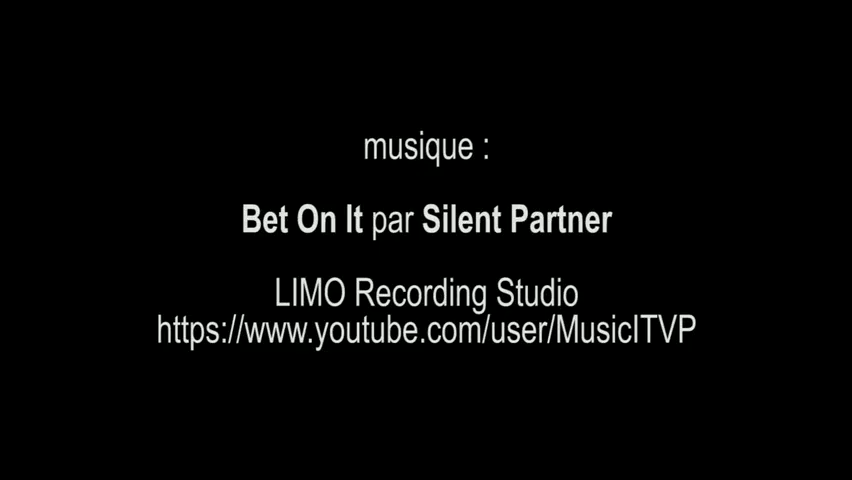 musique :
Bet On It par Silent Partner
LIMO Recording Studio
https://www.youtube.com/user/MusicITVP